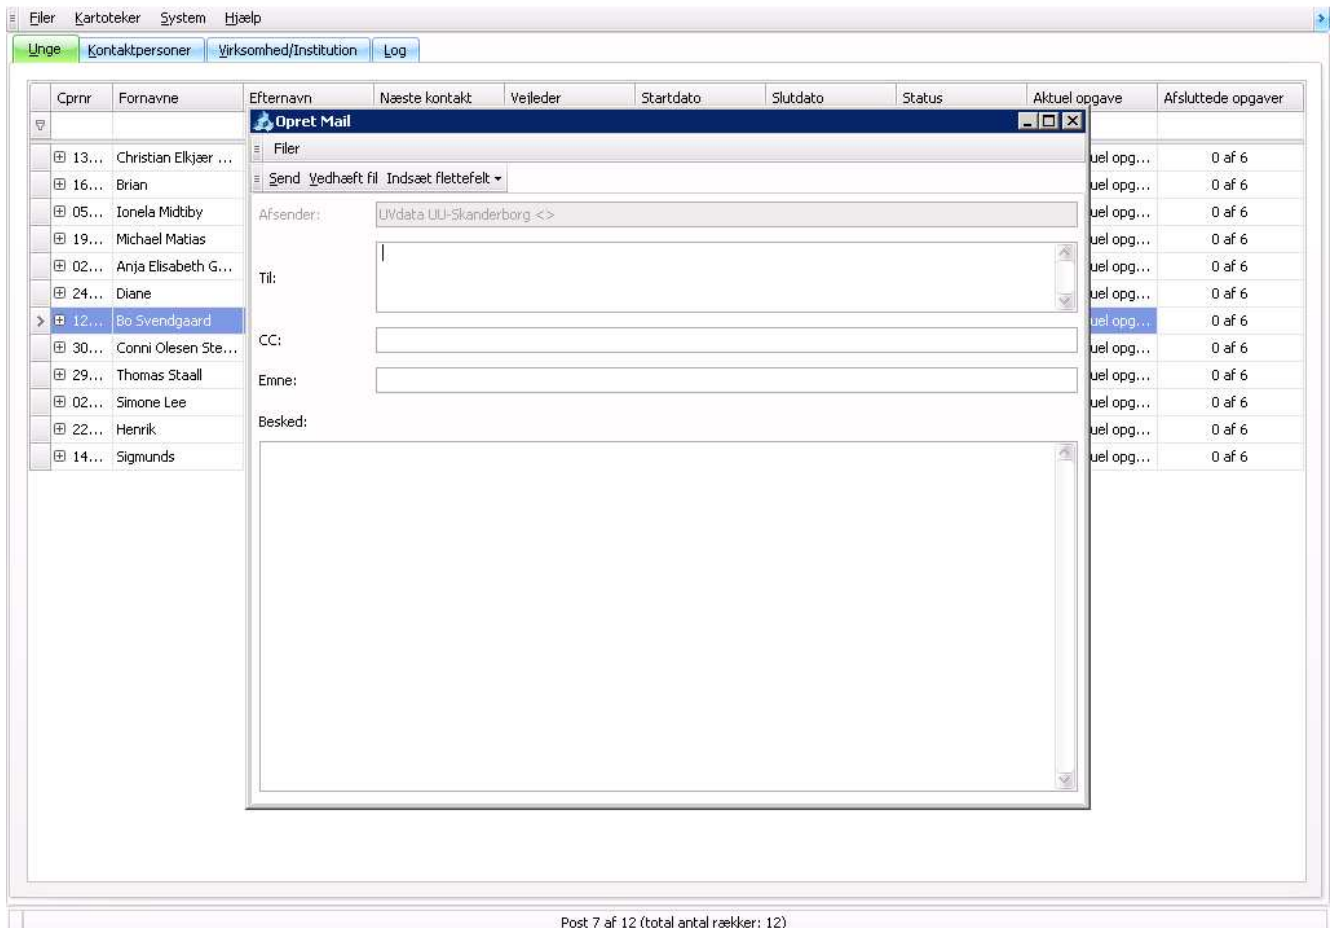 Filer Kartoteker System Hjælp
Unge Kontaktpersoner Virksomhed/Institution Log
Cprnr Fornavne Efternavn Næste kontakt Vejleder Startdato Slutdato Status Aktuel opgave Afsluttede opgaver
Opret Mail
Filer
13... Christian Elkjær ... uel opg... 0 af 6
Send Vedhæft fil Indsæt flettefelt
16... Brian uel opg... 0 af 6
05... Ionela Midtiby uel opg... 0 af 6
Afsender: UVdata UU-Skanderborg <>
19... Michael Matias uel opg... 0 af 6
02... Anja Elisabeth G... uel opg... 0 af 6
Til:
24... Diane uel opg... 0 af 6
12... Bo Svendgaard uel opg... 0 af 6
CC:
30... Conni Olesen Ste... uel opg... 0 af 6
29... Thomas Staall uel opg... 0 af 6
Emne:
02... Simone Lee uel opg... 0 af 6
Besked:
22... Henrik uel opg... 0 af 6
14... Sigmunds uel opg... 0 af 6
Post 7 af 12 (total antal rækker: 12)